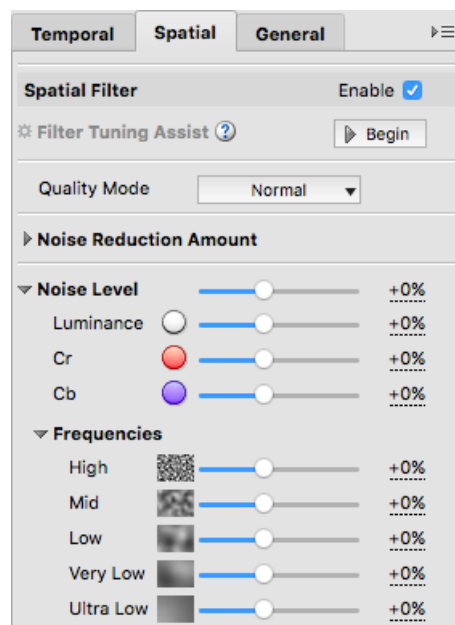 Temporal Spatial General
Spatial Filter Enable
Filter Tuning Assist ? Begin
Quality Mode Normal
Noise Reduction Amount
Noise Level +0%
Luminance +0%
Cr +0%
Cb +0%
Frequencies
High +0%
Mid +0%
Low +0%
Very Low +0%
Ultra Low +0%